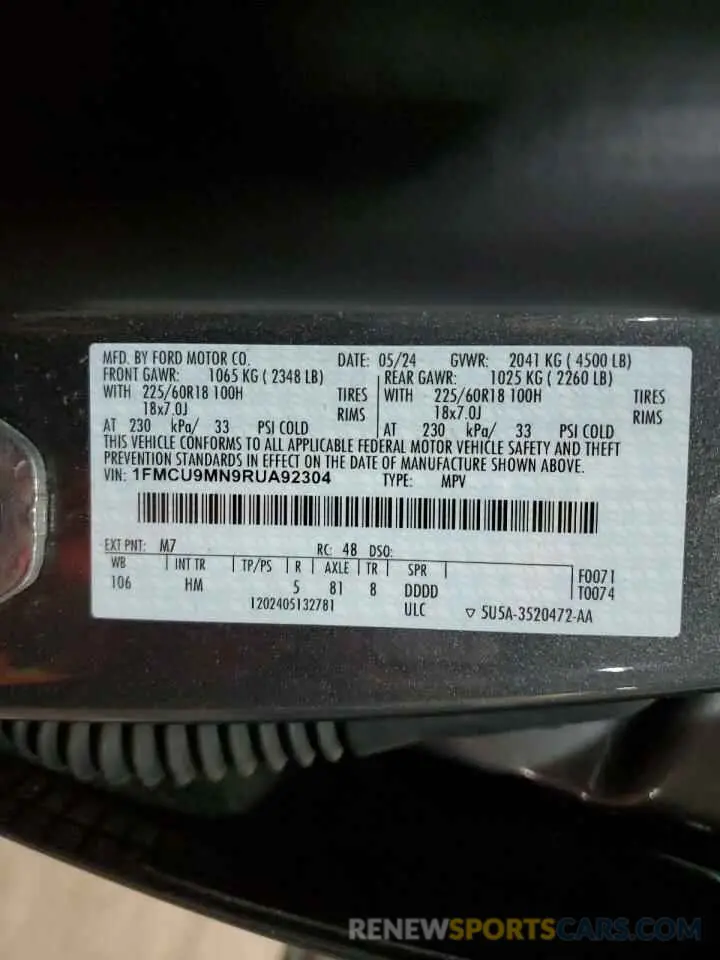 MFD. BY FORD MOTOR CO. DATE: 05/24 GVWR: 2041 KG ( 4500 LB)
FRONT GAWR: 1065 KG ( 2348 LB) REAR GAWR: 1025 KG ( 2260 LB)
WITH 225/60R18 100H TIRES WITH 225/60R18 100H TIRES
18x7.0J RIMS 18x7.0J RIMS
AT 230 kPa/ 33 PSI COLD AT 230 kPa/ 33 PSI COLD
THIS VEHICLE CONFORMS TO ALL APPLICABLE FEDERAL MOTOR VEHICLE SAFETY AND THEFT
PREVENTION STANDARDS IN EFFECT ON THE DATE OF MANUFACTURE SHOWN ABOVE.
VIN: 1FMCU9MN9RUA92304 TYPE: MPV
EXT PNT: M7 RC: 48 DSO:
WB INT TR TP/PS R AXLE TR SPR F0071
106 HM 5 81 8 DDDD T0074
1202405132781 ULC ▽ 5U5A-3520472-AA
RENEWSPORTSCARS.COM